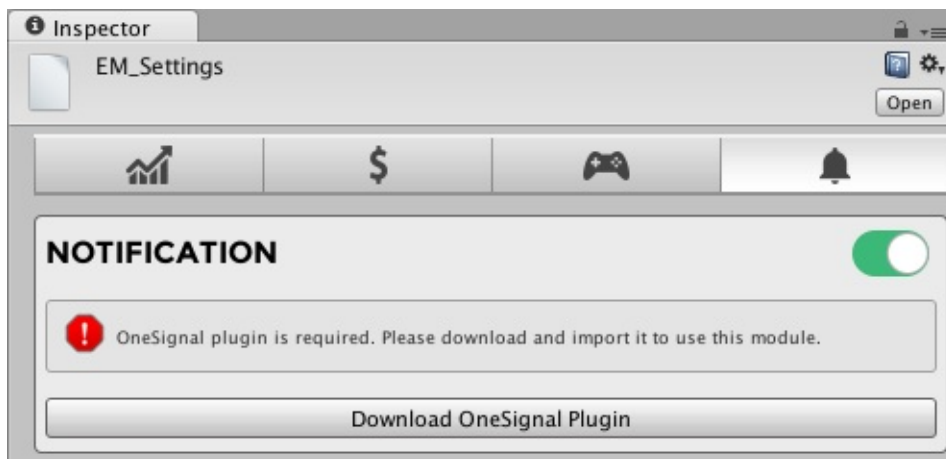 Inspector
EM_Settings
Open
$
NOTIFICATION
OneSignal plugin is required. Please download and import it to use this module.
Download OneSignal Plugin